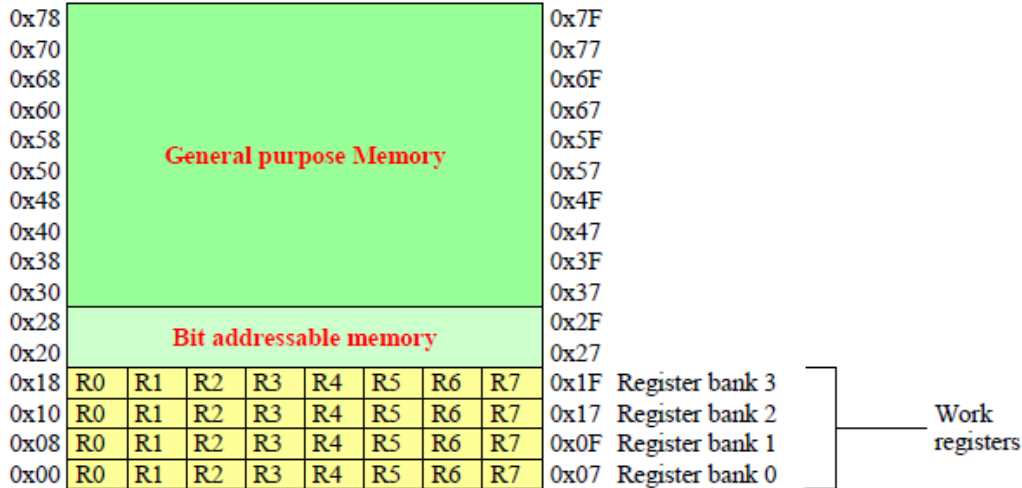 0x78 0x7F
0x70 0x77
0x68 0x6F
0x60 0x67
0x58 0x5F
General purpose Memory
0x50 0x57
0x48 0x4F
0x40 0x47
0x38 0x3F
0x30 0x37
0x28 0x2F
Bit addressable memory
0x20 0x27
0x18 R0 R1 R2 R3 R4 R5 R6 R7 0x1F Register bank 3
0x10 R0 R1 R2 R3 R4 R5 R6 R7 0x17 Register bank 2 Work
0x08 R0 R1 R2 R3 R4 R5 R6 R7 0x0F Register bank 1 registers
0x00 R0 R1 R2 R3 R4 R5 R6 R7 0x07 Register bank 0